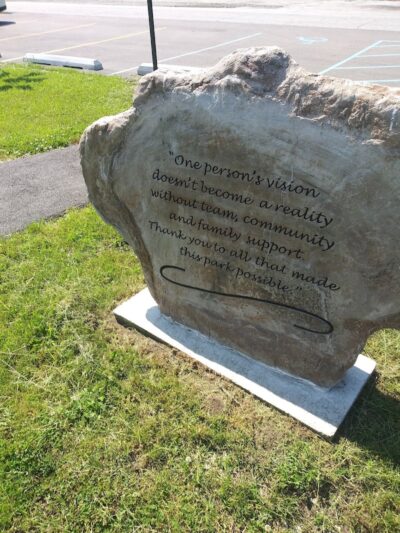 "One person's vision
doesn't become a reality
without team, community
and family support.
Thank you to all that made
this park possible."